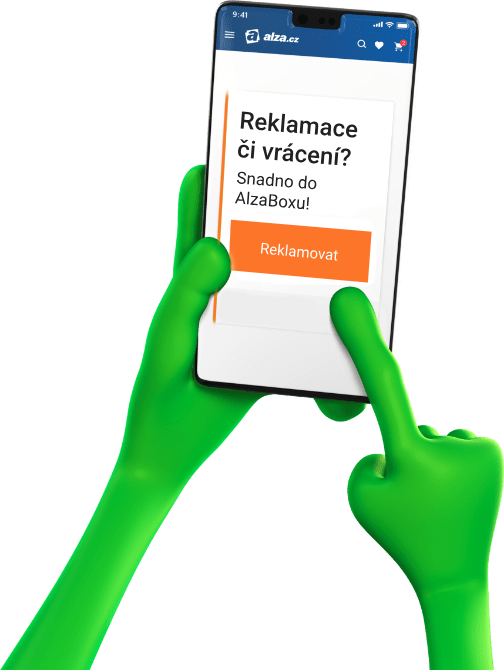 9:41
alza.cz
Reklamace
či vrácení?
Snadno do
AlzaBoxu!
Reklamovat